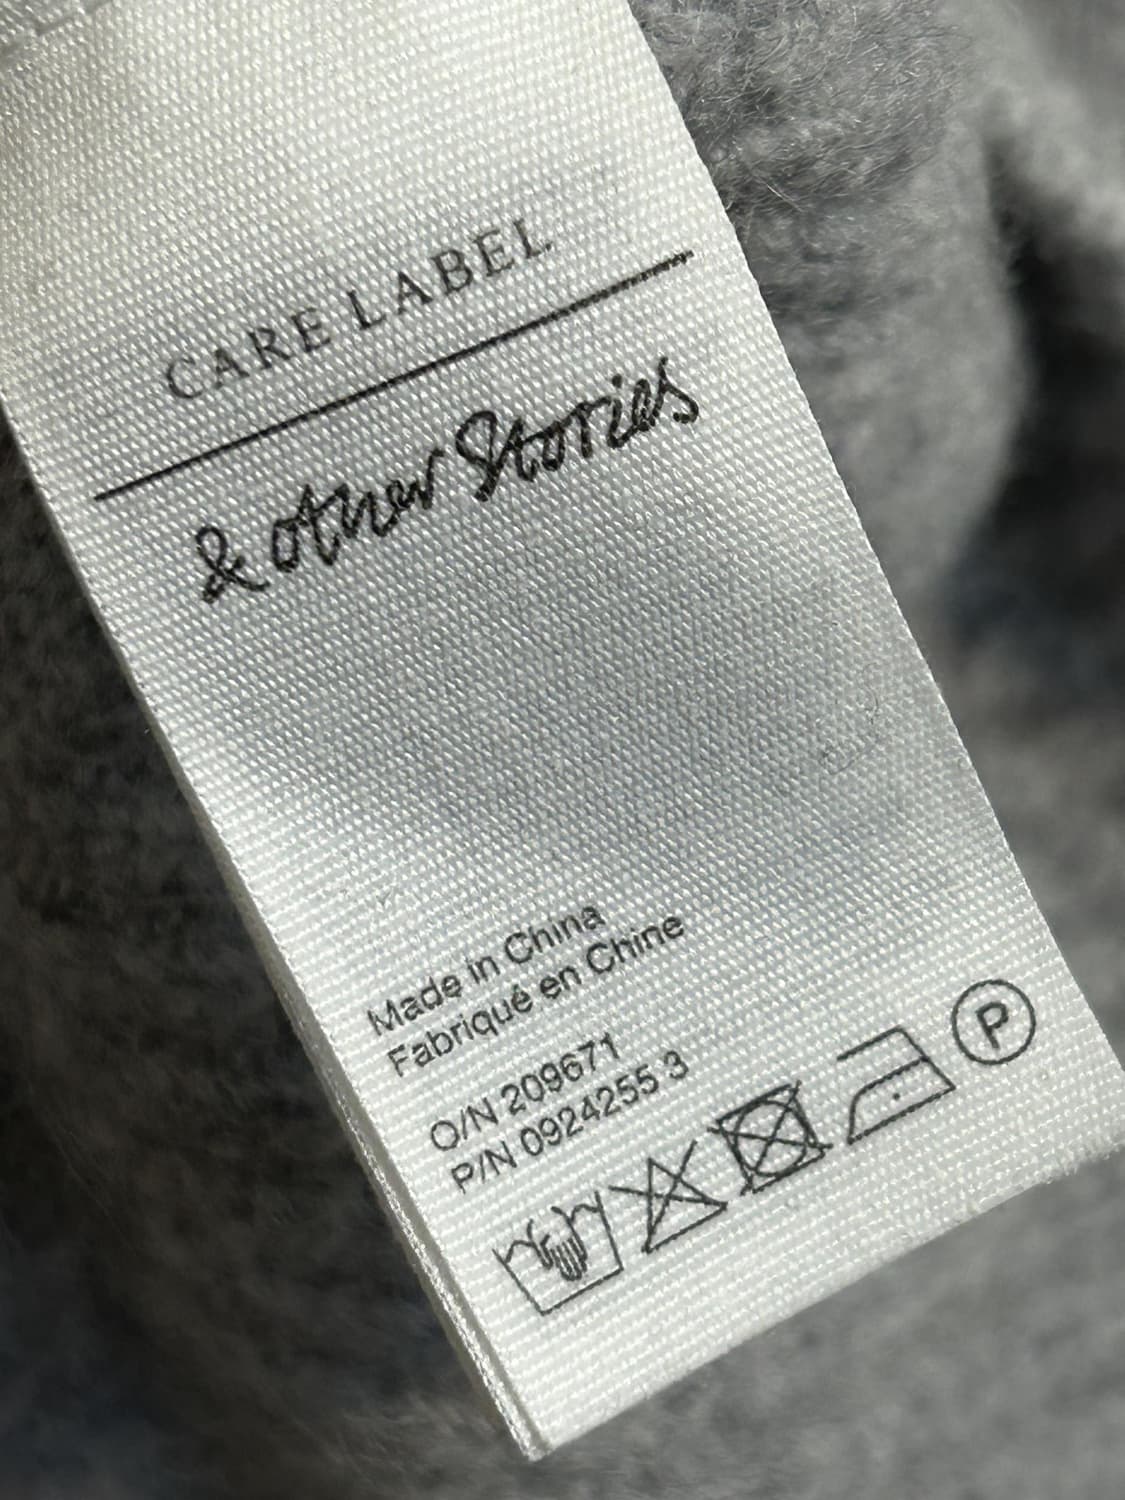 CARE LABEL
& other Stories
Made in China
Fabriqué en Chine
O/N 209671
P/N 0924255 3
P